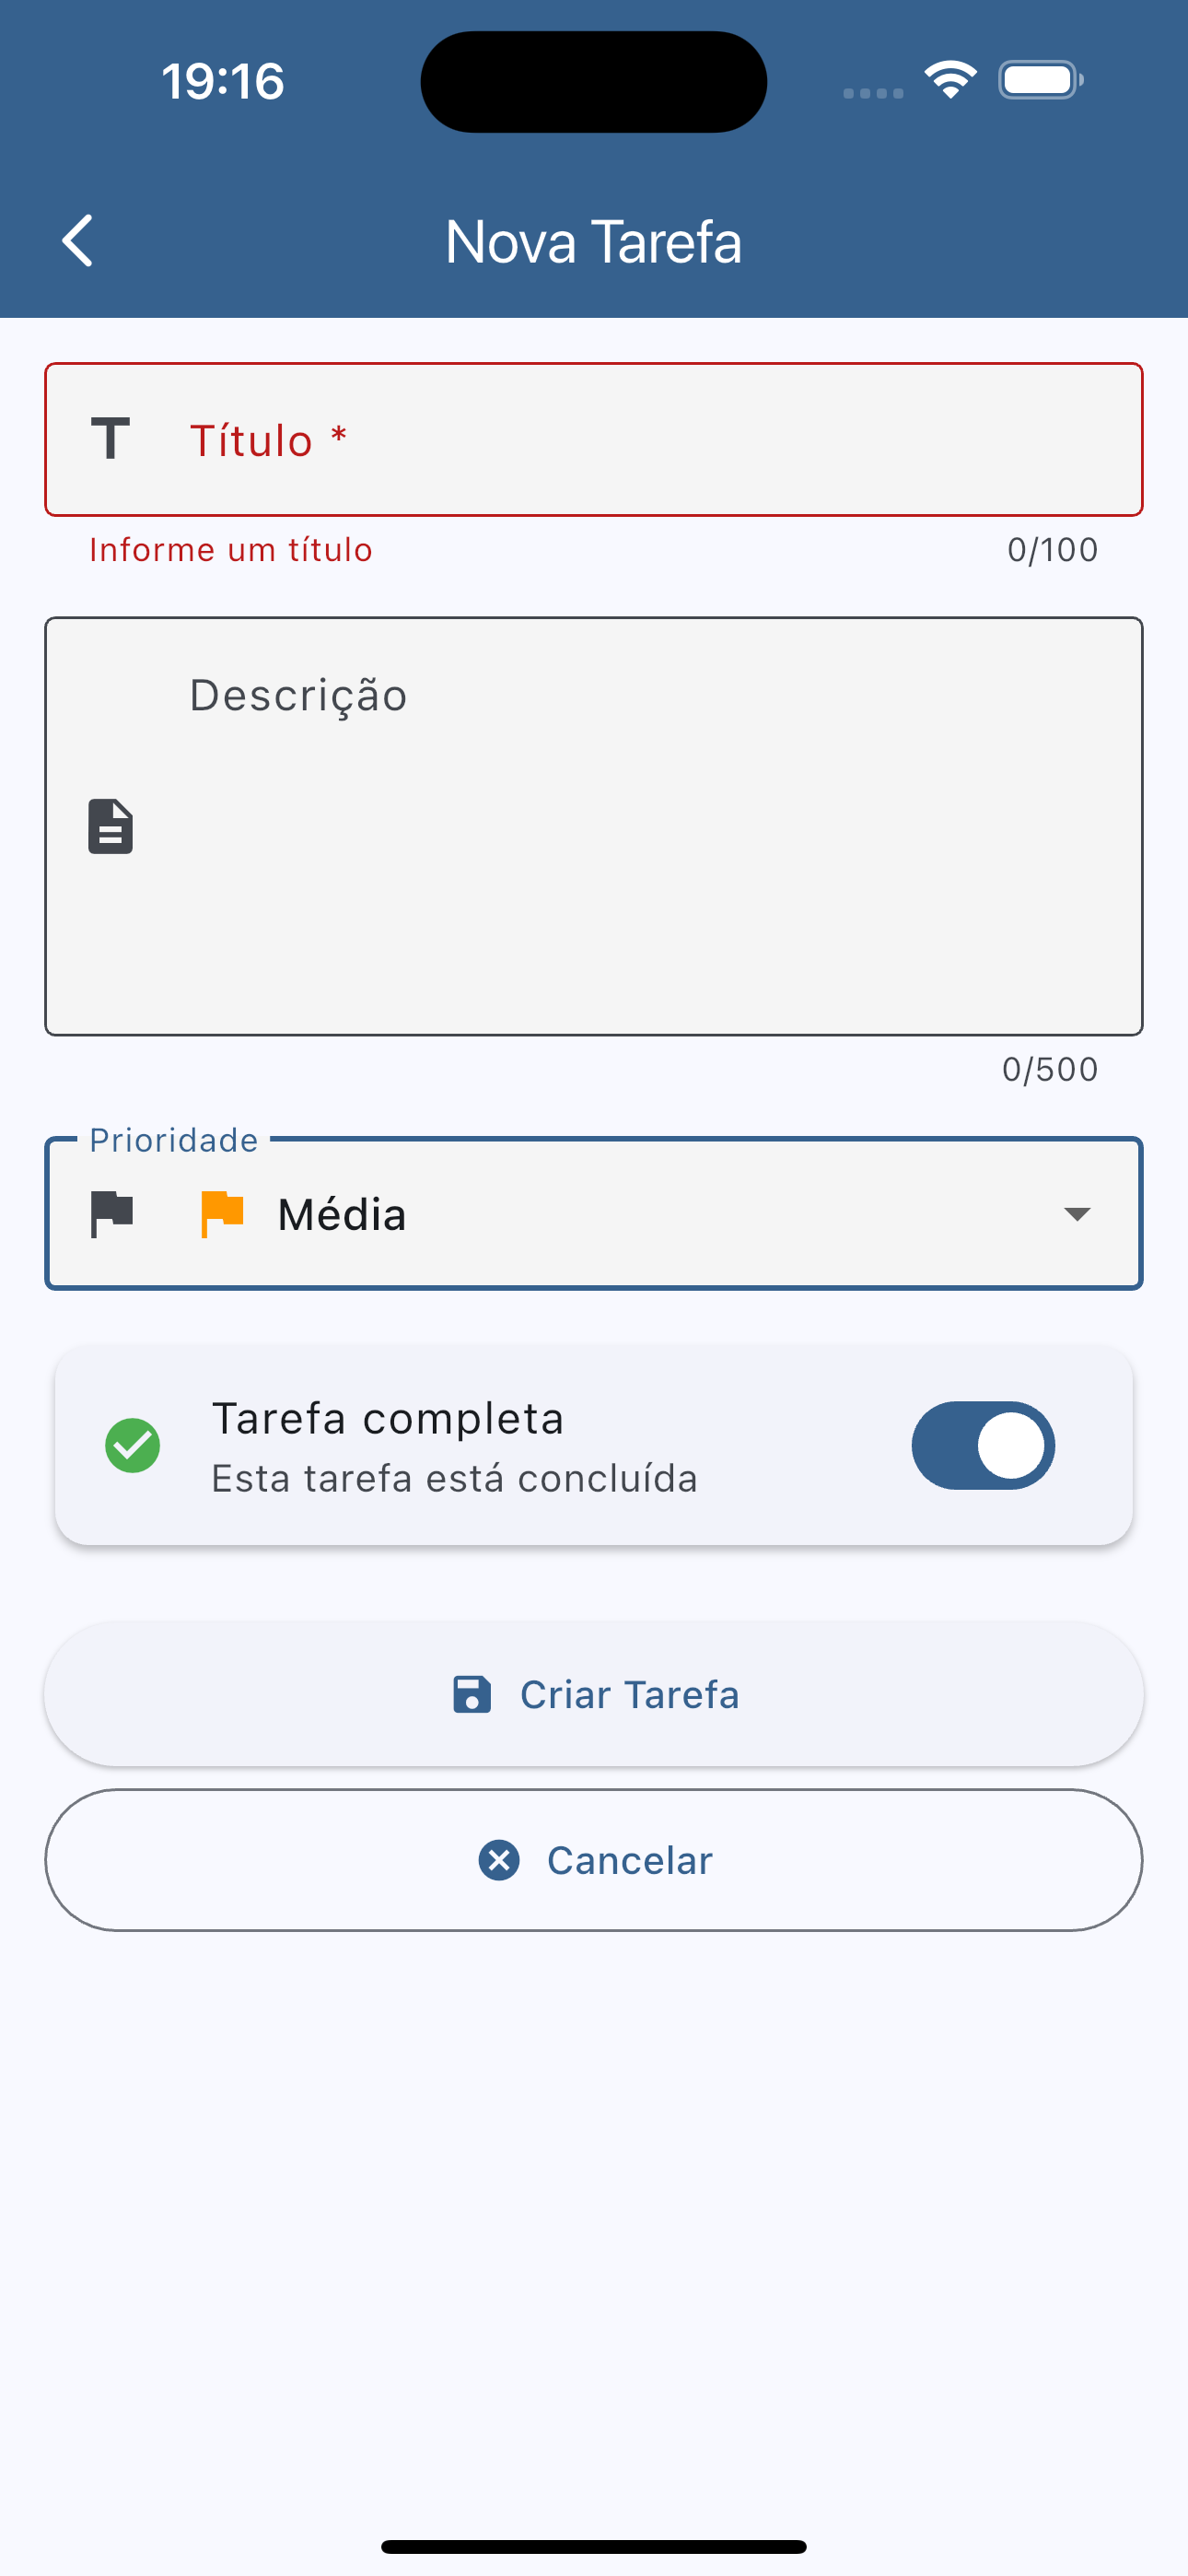 19:16
Nova Tarefa
Título *
Informe um título
0/100
Descrição
0/500
Prioridade
Média
Tarefa completa
Esta tarefa está concluída
Criar Tarefa
Cancelar